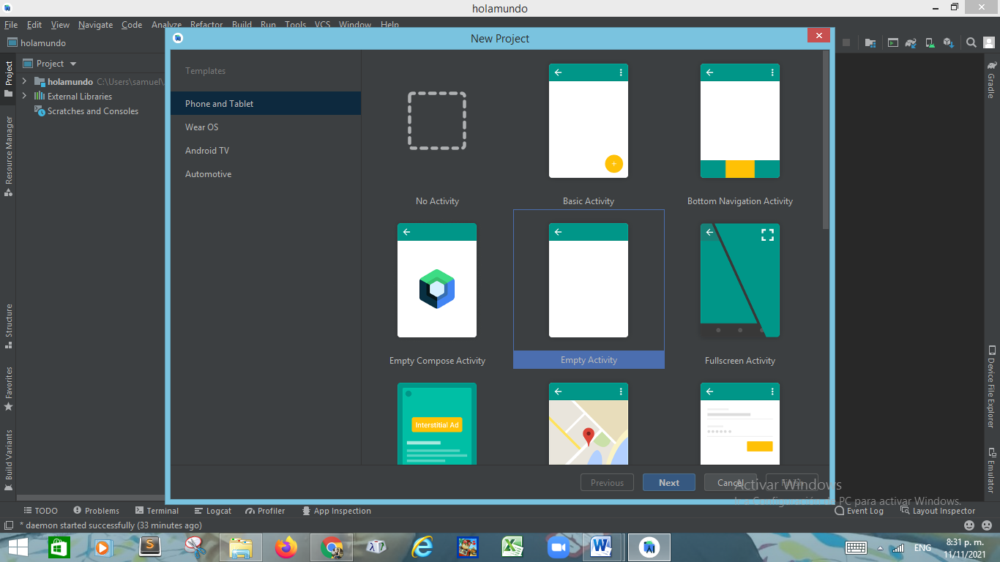 holamundo
File Edit View Navigate Code Analyze Refactor Build Run Tools VCS Window Help
holamundo
New Project
Project
Project
holamundo C:\Users\samuel\
External Libraries
Scratches and Consoles
Resource Manager
Structure
Favorites
Build Variants
Templates
Phone and Tablet
Wear OS
Android TV
Automotive
No Activity
Basic Activity
Bottom Navigation Activity
Empty Compose Activity
Empty Activity
Fullscreen Activity
Interstitial Ad
Previous
Next
Cancel
Gradle
Device File Explorer
Emulator
Activar Windows
PC para activar Windows.
TODO Problems Terminal Logcat Profiler App Inspection
Event Log Layout Inspector
* daemon started successfully (33 minutes ago)
ENG
8:31 p. m.
11/11/2021